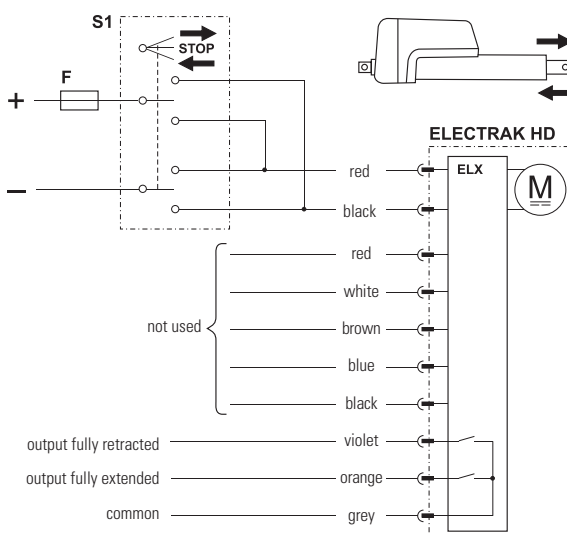 S1
STOP
F
+
−
ELECTRAK HD
ELX
M
red
black
red
white
not used
brown
blue
black
output fully retracted violet
output fully extended orange
common grey